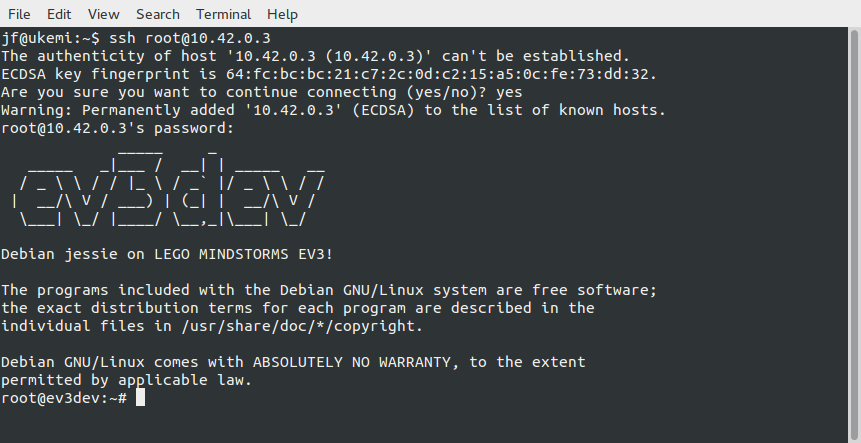 File Edit View Search Terminal Help
jf@ukemi:~$ ssh root@10.42.0.3
The authenticity of host '10.42.0.3 (10.42.0.3)' can't be established.
ECDSA key fingerprint is 64:fc:bc:bc:21:c7:2c:0d:c2:15:a5:0c:fe:73:dd:32.
Are you sure you want to continue connecting (yes/no)? yes
Warning: Permanently added '10.42.0.3' (ECDSA) to the list of known hosts.
root@10.42.0.3's password:
             _____     _
   _____   _|___ /  __| | _____   __
  / _ \ \ / / |_ \ / _` |/ _ \ \ / /
 |  __/\ V / ___) | (_| |  __/\ V /
  \___| \_/ |____/ \__,_|\___| \_/
Debian jessie on LEGO MINDSTORMS EV3!
The programs included with the Debian GNU/Linux system are free software;
the exact distribution terms for each program are described in the
individual files in /usr/share/doc/*/copyright.
Debian GNU/Linux comes with ABSOLUTELY NO WARRANTY, to the extent
permitted by applicable law.
root@ev3dev:~#